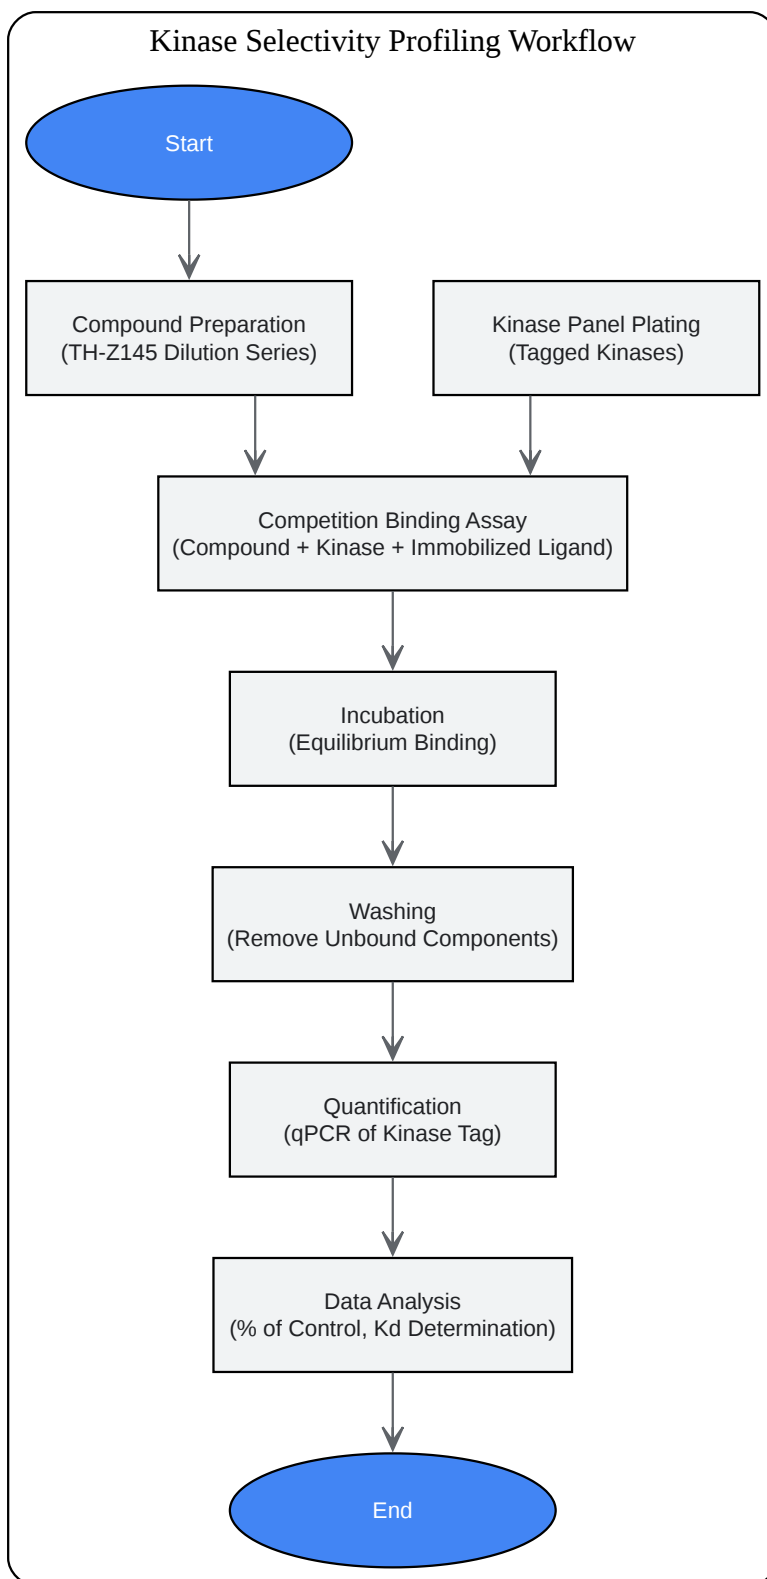 Kinase Selectivity Profiling Workflow
Start
Compound Preparation
(TH-Z145 Dilution Series)
Kinase Panel Plating
(Tagged Kinases)
Competition Binding Assay
(Compound + Kinase + Immobilized Ligand)
Incubation
(Equilibrium Binding)
Washing
(Remove Unbound Components)
Quantification
(qPCR of Kinase Tag)
Data Analysis
(% of Control, Kd Determination)
End